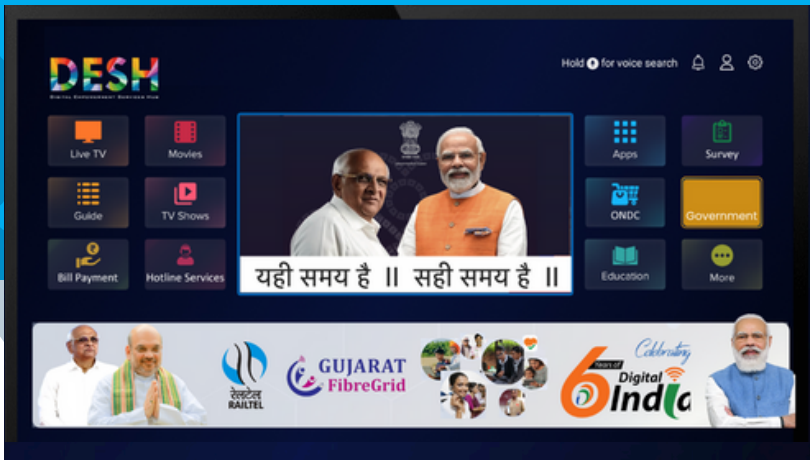 DESH
DIGITAL EMPOWERMENT SERVICES HUB
Hold for voice search
Live TV
Movies
Apps
Survey
Guide
TV Shows
ONDC
Government
Bill Payment
Hotline Services
Education
More
यही समय है ॥ सही समय है ॥
रेलटेल
RAILTEL
GUJARAT
FibreGrid
6 Years of
Celebrating
Digital
India